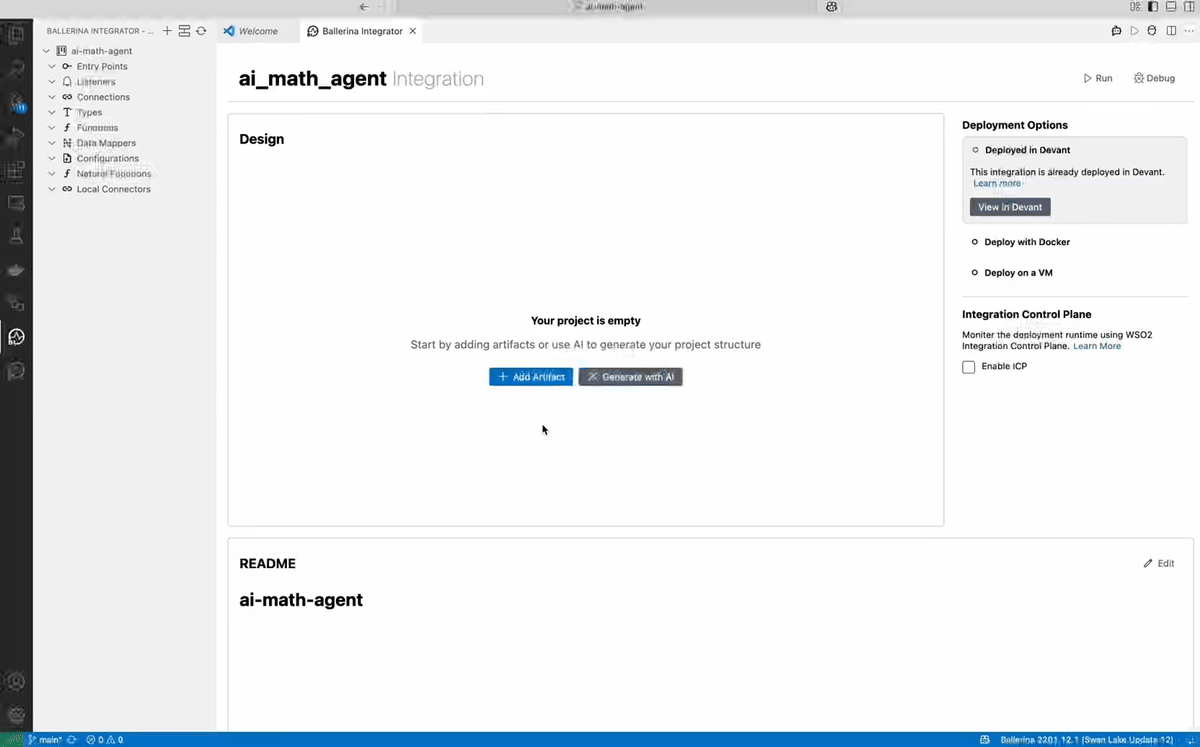 ai-math-agent
BALLERINA INTEGRATOR - ...
Welcome
Ballerina Integrator
ai-math-agent
Entry Points
Listeners
Connections
Types
Functions
Data Mappers
Configurations
Natural Functions
Local Connectors
ai_math_agent Integration
Run
Debug
Design
Your project is empty
Start by adding artifacts or use AI to generate your project structure
Add Artifact
Generate with AI
Deployment Options
Deployed in Devant
This integration is already deployed in Devant.
Learn more
View in Devant
Deploy with Docker
Deploy on a VM
Integration Control Plane
Moniter the deployment runtime using WSO2
Integration Control Plane. Learn More
Enable ICP
README
Edit
ai-math-agent
main*
0 0
Ballerina 2201.12.1 (Swan Lake Update 12)